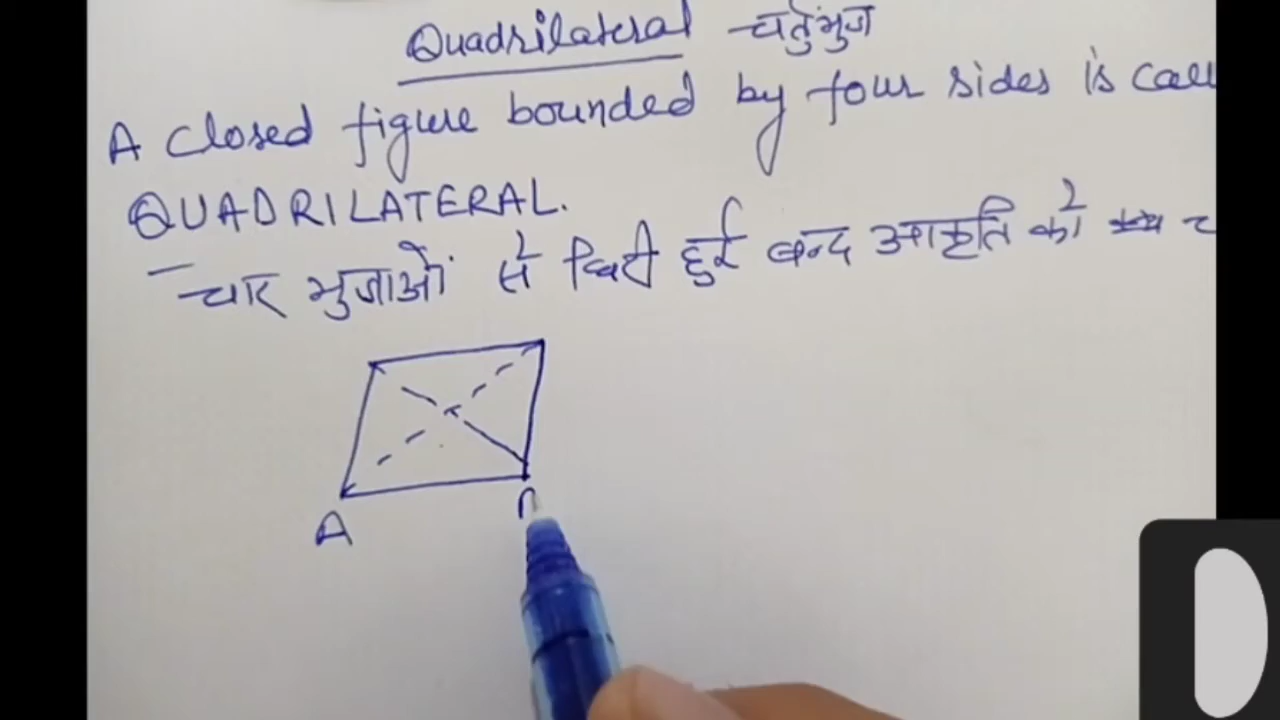 Quadrilateral चतुंभुज
A closed figure bounded by four sides is call
QUADRILATERAL.
चार भुजाओं से घिरी हुई बन्द आकृति को
A